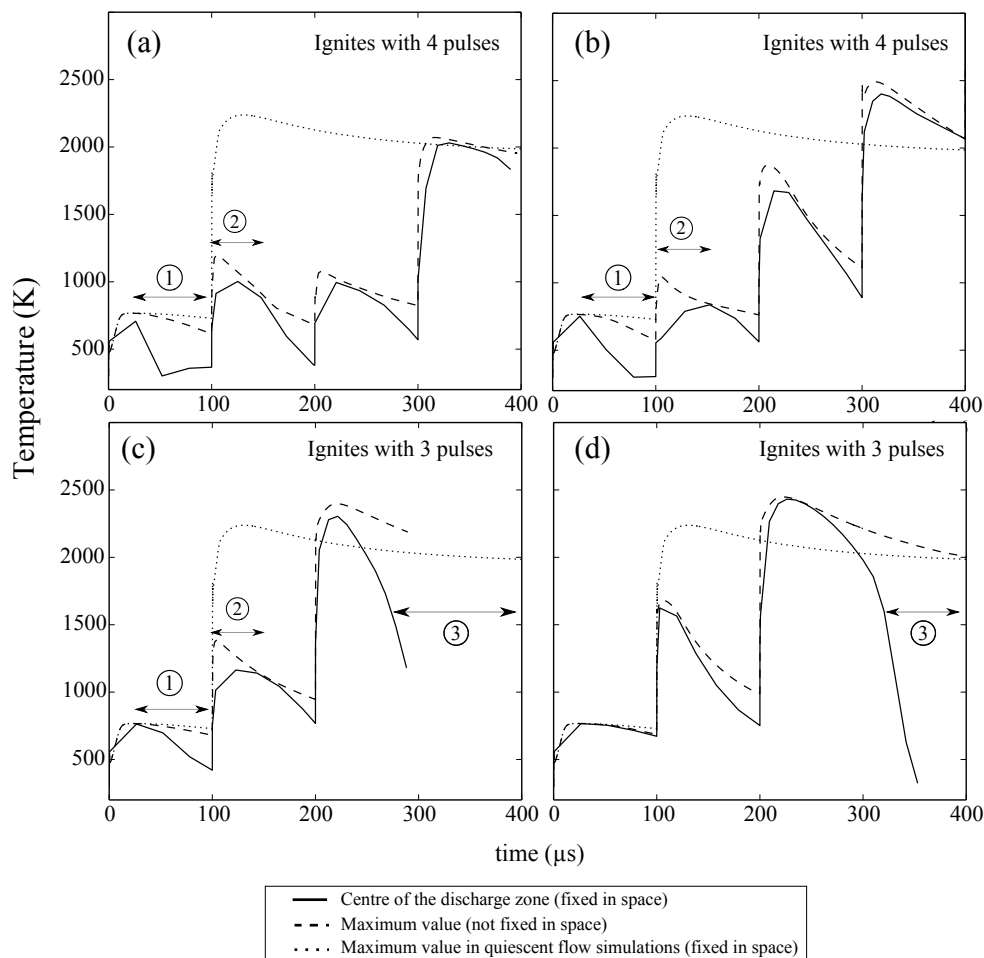 (a) Ignites with 4 pulses
(b) Ignites with 4 pulses
2500
2000
1500
1000
500
1
2
1
2
0 100 200 300 400
0 100 200 300 400
(c) Ignites with 3 pulses
(d) Ignites with 3 pulses
2500
2000
1500
1000
500
1
2
3
3
0 100 200 300 400
0 100 200 300 400
Temperature (K)
time (µs)
Centre of the discharge zone (fixed in space)
Maximum value (not fixed in space)
Maximum value in quiescent flow simulations (fixed in space)